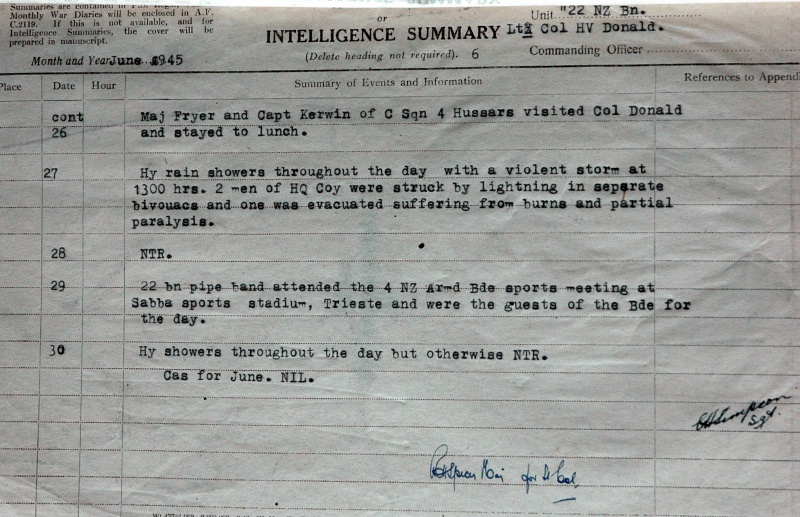 Monthly War Diaries will be enclosed in A.F.
C.2119. If this is not available, and for
Intelligence Summaries, the cover will be
prepared in manuscript.
or
INTELLIGENCE SUMMARY
(Delete heading not required). 6
Unit "22 NZ Bn.
Lt Col HV Donald.
Commanding Officer
Month and Year June 1945
Place Date Hour Summary of Events and Information References to Appendi
cont Maj Fryer and Capt Kerwin of C Sqn 4 Hussars visited Col Donald
26 and stayed to lunch.
27 Hy rain showers throughout the day with a violent storm at
1300 hrs. 2 men of HQ Coy were struck by lightning in separate
bivouacs and one was evacuated suffering from burns and partial
paralysis.
28 NTR.
29 22 bn pipe band attended the 4 NZ Armd Bde sports meeting at
Sabba sports stadium, Trieste and were the guests of the Bde for
the day.
30 Hy showers throughout the day but otherwise NTR.
Cas for June. NIL.
Simpson
Sgt.
for Lt Col.